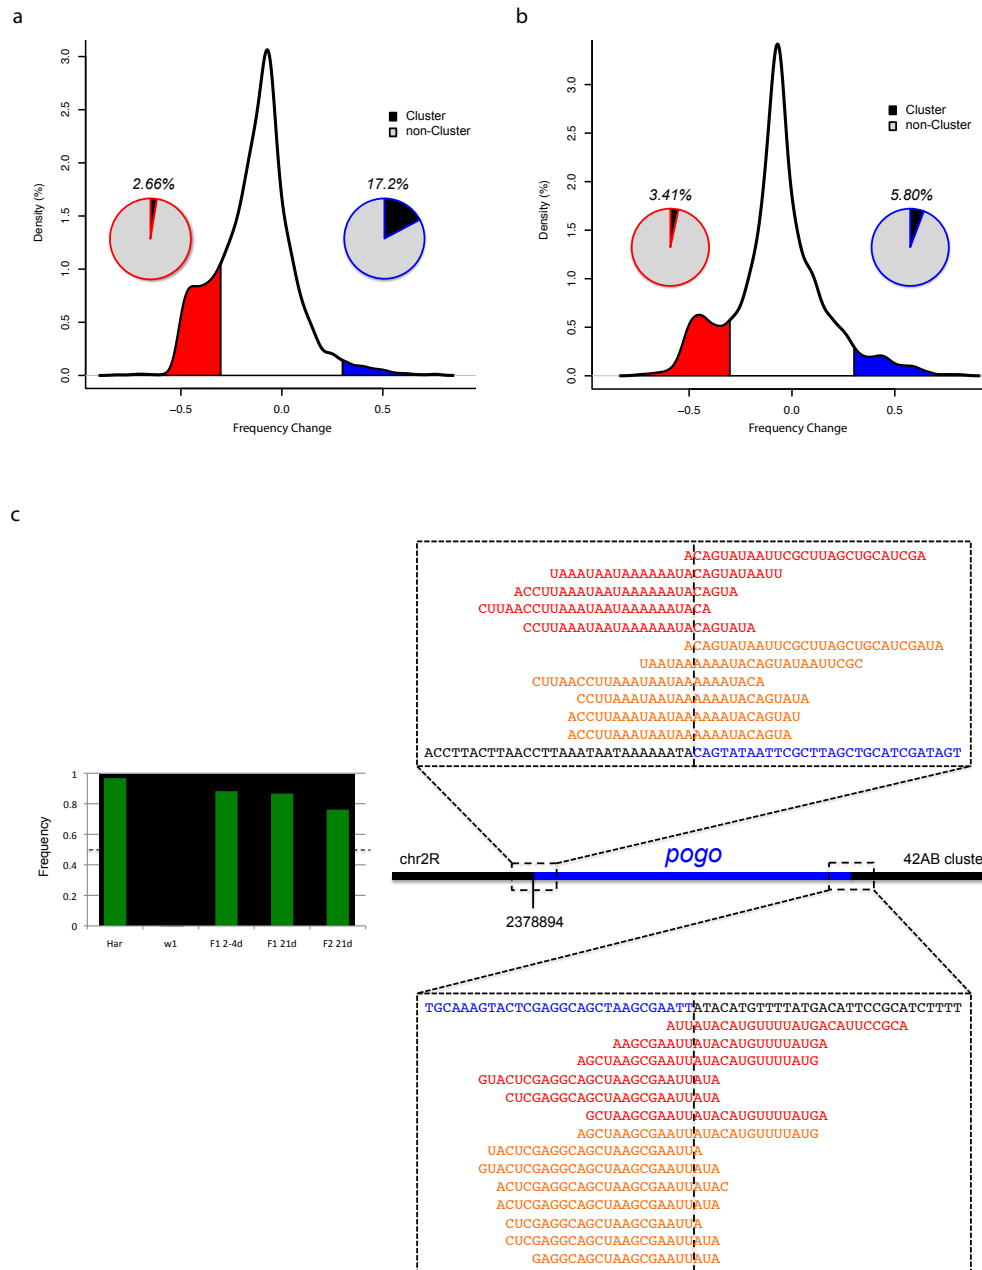 a
3.0
2.5
2.0
1.5
1.0
0.5
0.0
Density (%)
Cluster
non-Cluster
2.66%
17.2%
−0.5
0.0
0.5
Frequency Change
b
3.0
2.5
2.0
1.5
1.0
0.5
0.0
Density (%)
Cluster
non-Cluster
3.41%
5.80%
−0.5
0.0
0.5
Frequency Change
c
1
0.8
0.6
0.4
0.2
0
Frequency
Har
w1
F1 2-4d
F1 21d
F2 21d
ACAGUAUAAUUCGCUUAGCUGCAUCGA
UAAAUAAUAAAAAAUACAGUAUAAUU
ACCUUAAAUAAUAAAAAAUACAGUA
CUUAACCUUAAAUAAUAAAAAAUACA
CCUUAAAUAAUAAAAAAUACAGUAUA
ACAGUAUAAUUCGCUUAGCUGCAUCGAUA
UAAUAAAAAAUACAGUAUAAUUCGC
CUUAACCUUAAAUAAUAAAAAAUACA
CCUUAAAUAAUAAAAAAUACAGUAUA
ACCUUAAAUAAUAAAAAAUACAGUAU
ACCUUAAAUAAUAAAAAAUACAGUA
ACCTTACTTAACCTTAAATAATAAAAAATACAGTATAATTCGCTTAGCTGCATCGATAGT
chr2R
pogo
42AB cluste
2378894
TGCAAAGTACTCGAGGCAGCTAAGCGAATTATACATGTTTTATGACATTCCGCATCTTTT
AUUAUACAUGUUUUAUGACAUUCCGCA
AAGCGAAUUAUACAUGUUUUAUGA
AGCUAAGCGAAUUAUACAUGUUUUAUG
GUACUCGAGGCAGCUAAGCGAAUUAUA
CUCGAGGCAGCUAAGCGAAUUAUA
GCUAAGCGAAUUAUACAUGUUUUAUGA
AGCUAAGCGAAUUAUACAUGUUUUAUG
UACUCGAGGCAGCUAAGCGAAUUA
GUACUCGAGGCAGCUAAGCGAAUUAUA
ACUCGAGGCAGCUAAGCGAAUUAUAC
ACUCGAGGCAGCUAAGCGAAUUAUA
CUCGAGGCAGCUAAGCGAAUUA
CUCGAGGCAGCUAAGCGAAUUAUA
GAGGCAGCUAAGCGAAUUAUA